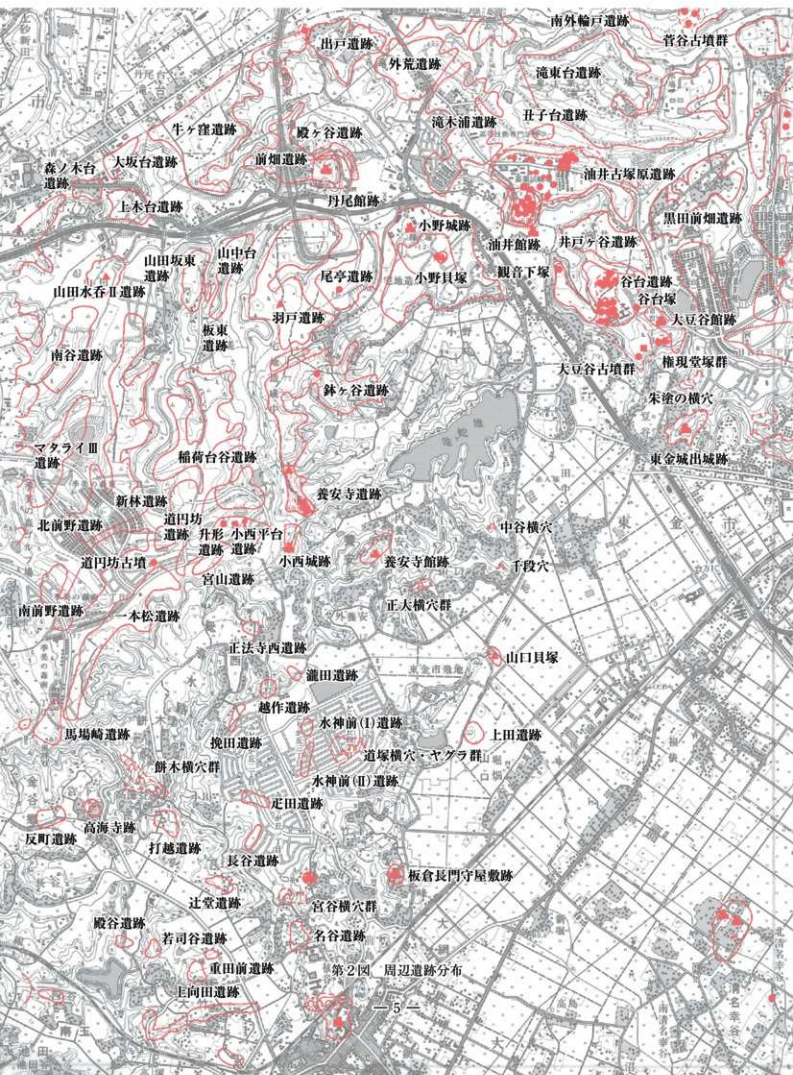 南外輪戸遺跡
菅谷古墳群
出戸遺跡
外荒遺跡
滝東台遺跡
牛ヶ窪遺跡
殿ヶ谷遺跡
滝木浦遺跡
丑子台遺跡
森ノ木台
遺跡
大坂台遺跡
前畑遺跡
油井古塚原遺跡
上木台遺跡
丹尾館跡
小野城跡
黒田前畑遺跡
山田坂東
遺跡
山中台
遺跡
油井館跡
井戸ヶ谷遺跡
山田水呑Ⅱ遺跡
尾亭遺跡
小野貝塚
観音下塚
谷台遺跡
谷台塚
板東
遺跡
羽戸遺跡
大豆谷館跡
南谷遺跡
大豆谷古墳群
権現堂塚群
鉢ヶ谷遺跡
朱塗の横穴
マタライⅢ
遺跡
稲荷台谷遺跡
東金城出城跡
新林遺跡
養安寺遺跡
北前野遺跡
道円坊
遺跡
升形
遺跡
小西平台
遺跡
中谷横穴
道円坊古墳
小西城跡
養安寺館跡
千段穴
宮山遺跡
正大横穴群
南前野遺跡
一本松遺跡
正法寺西遺跡
山口貝塚
瀧田遺跡
東金市飛地
越作遺跡
馬場崎遺跡
挽田遺跡
水神前(Ⅰ)遺跡
上田遺跡
道塚横穴・ヤグラ群
餅木横穴群
水神前(Ⅱ)遺跡
疋田遺跡
反町遺跡
高海寺跡
打越遺跡
長谷遺跡
板倉長門守屋敷跡
辻堂遺跡
宮谷横穴群
殿谷遺跡
若司谷遺跡
名谷遺跡
重田前遺跡
第2図 周辺遺跡分布
上向田遺跡
— 5 —